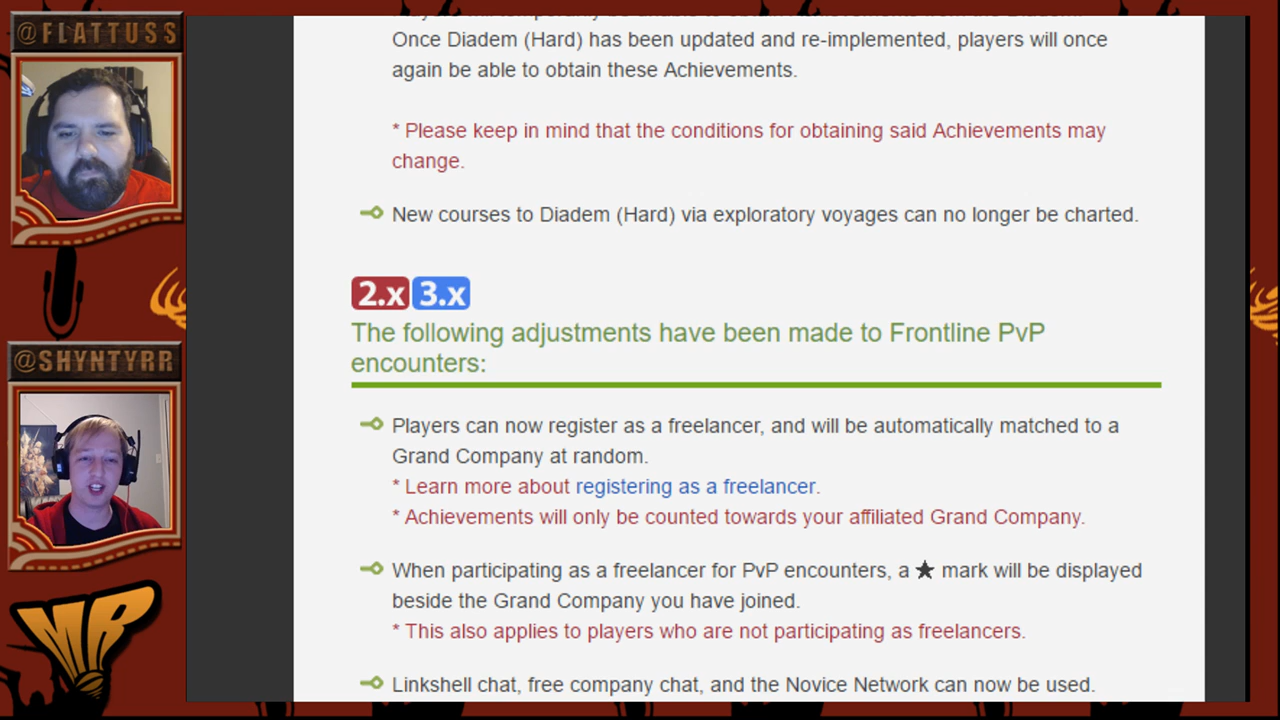 @FLATTUSS
Once Diadem (Hard) has been updated and re-implemented, players will once
again be able to obtain these Achievements.
* Please keep in mind that the conditions for obtaining said Achievements may
change.
New courses to Diadem (Hard) via exploratory voyages can no longer be charted.
2.x 3.x
The following adjustments have been made to Frontline PvP
encounters:
@SHYNTYRR
Players can now register as a freelancer, and will be automatically matched to a
Grand Company at random.
* Learn more about registering as a freelancer.
* Achievements will only be counted towards your affiliated Grand Company.
When participating as a freelancer for PvP encounters, a ★ mark will be displayed
beside the Grand Company you have joined.
* This also applies to players who are not participating as freelancers.
MR
Linkshell chat, free company chat, and the Novice Network can now be used.